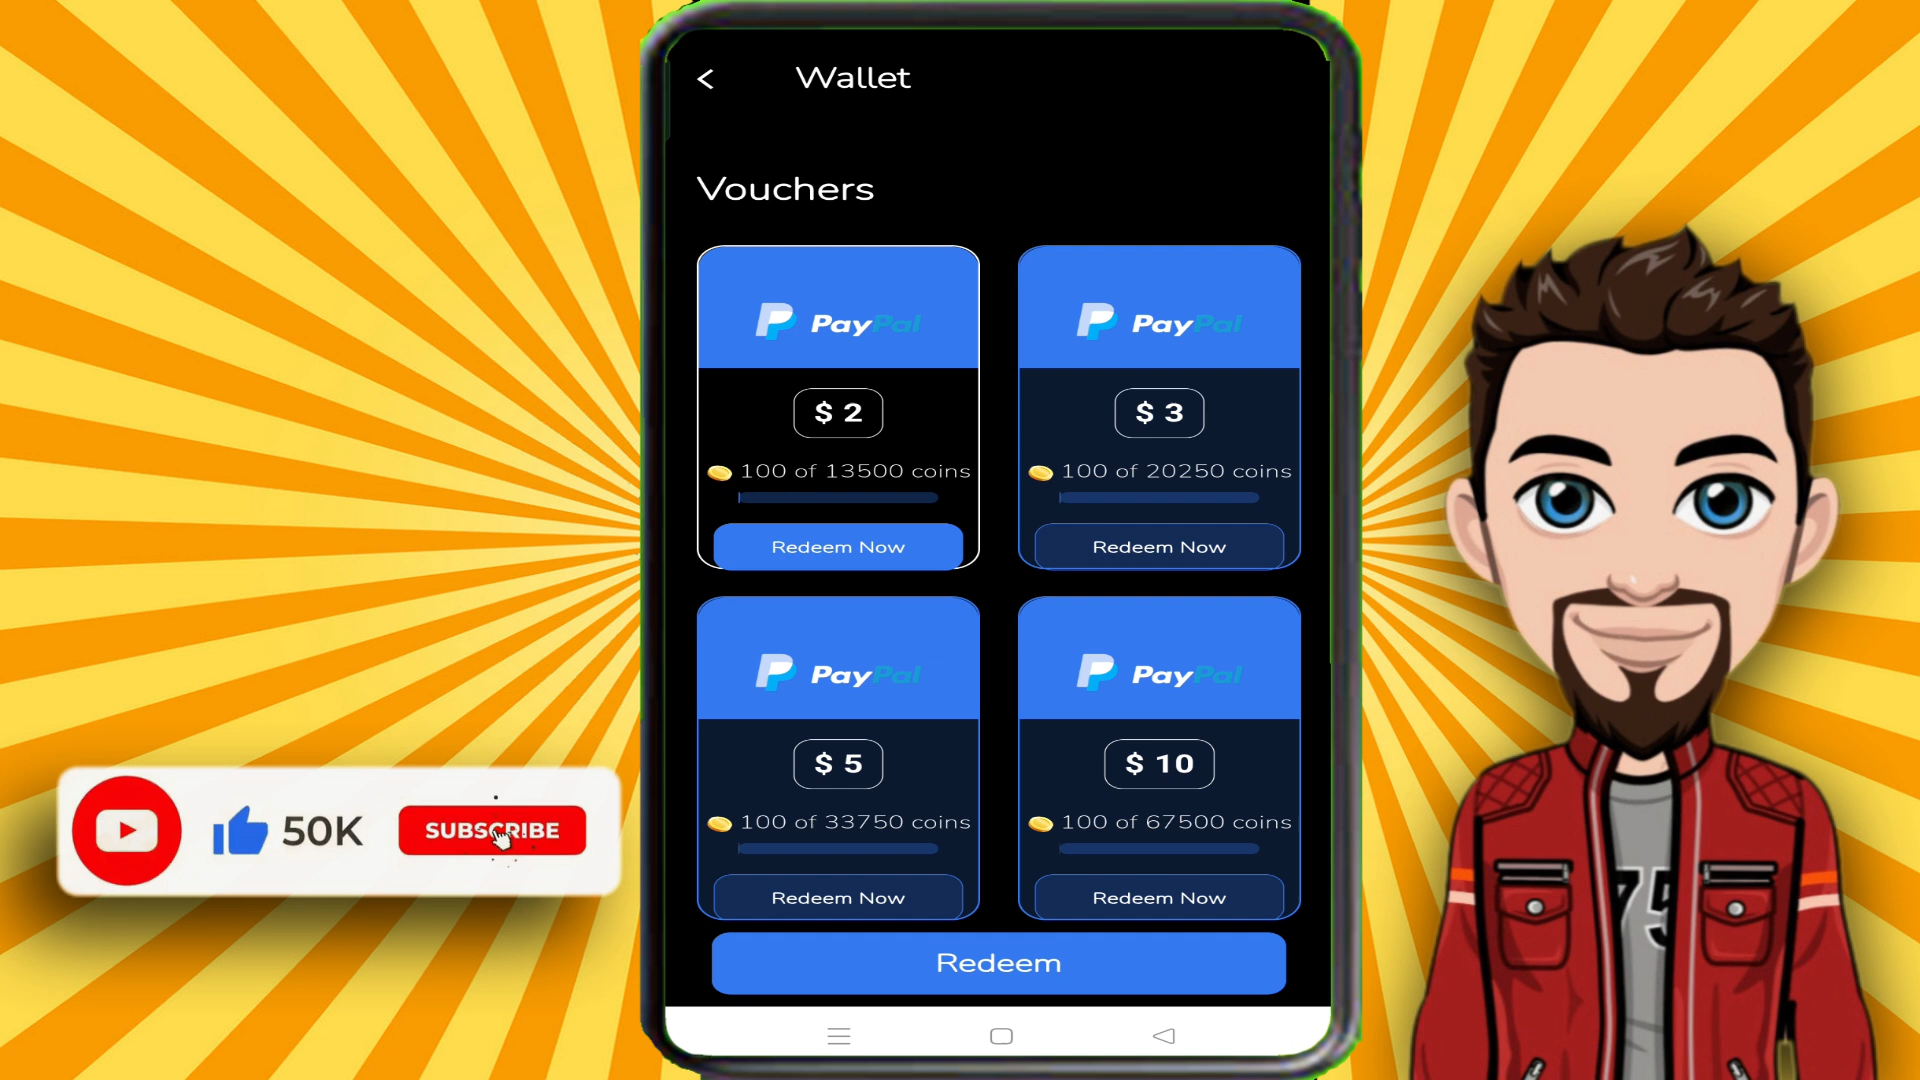 Wallet
Vouchers
PayPal
PayPal
$ 2
$ 3
100 of 13500 coins
100 of 20250 coins
Redeem Now
Redeem Now
PayPal
PayPal
$ 5
$ 10
100 of 33750 coins
100 of 67500 coins
Redeem Now
Redeem Now
Redeem
50K
SUBSCRIBE
75